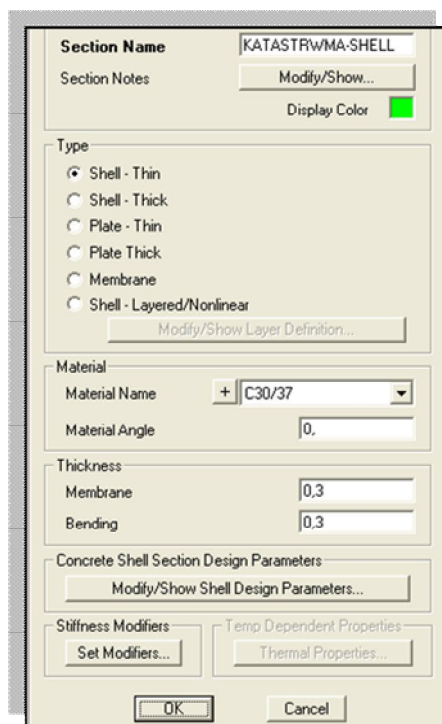 Section Name KATASTRWMA-SHELL
Section Notes Modify/Show...
Display Color
Type
Shell - Thin
Shell - Thick
Plate - Thin
Plate Thick
Membrane
Shell - Layered/Nonlinear
Modify/Show Layer Definition...
Material
Material Name + C30/37
Material Angle 0,
Thickness
Membrane 0,3
Bending 0,3
Concrete Shell Section Design Parameters
Modify/Show Shell Design Parameters...
Stiffness Modifiers Temp Dependent Properties
Set Modifiers... Thermal Properties...
OK Cancel